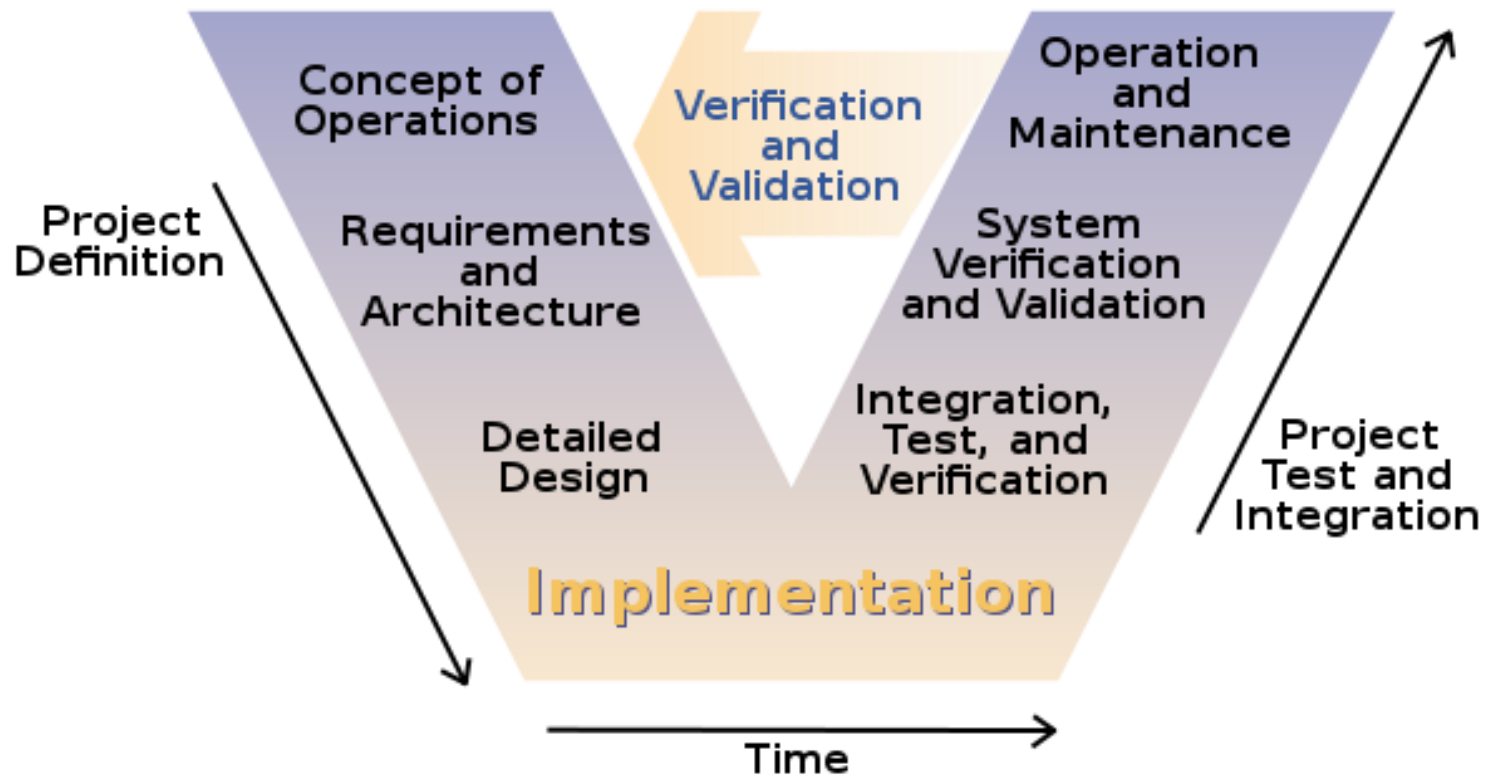 Concept of
Operations
Verification
and
Validation
Operation
and
Maintenance
Project
Definition
Requirements
and
Architecture
System
Verification
and Validation
Detailed
Design
Integration,
Test, and
Verification
Project
Test and
Integration
Implementation
Time